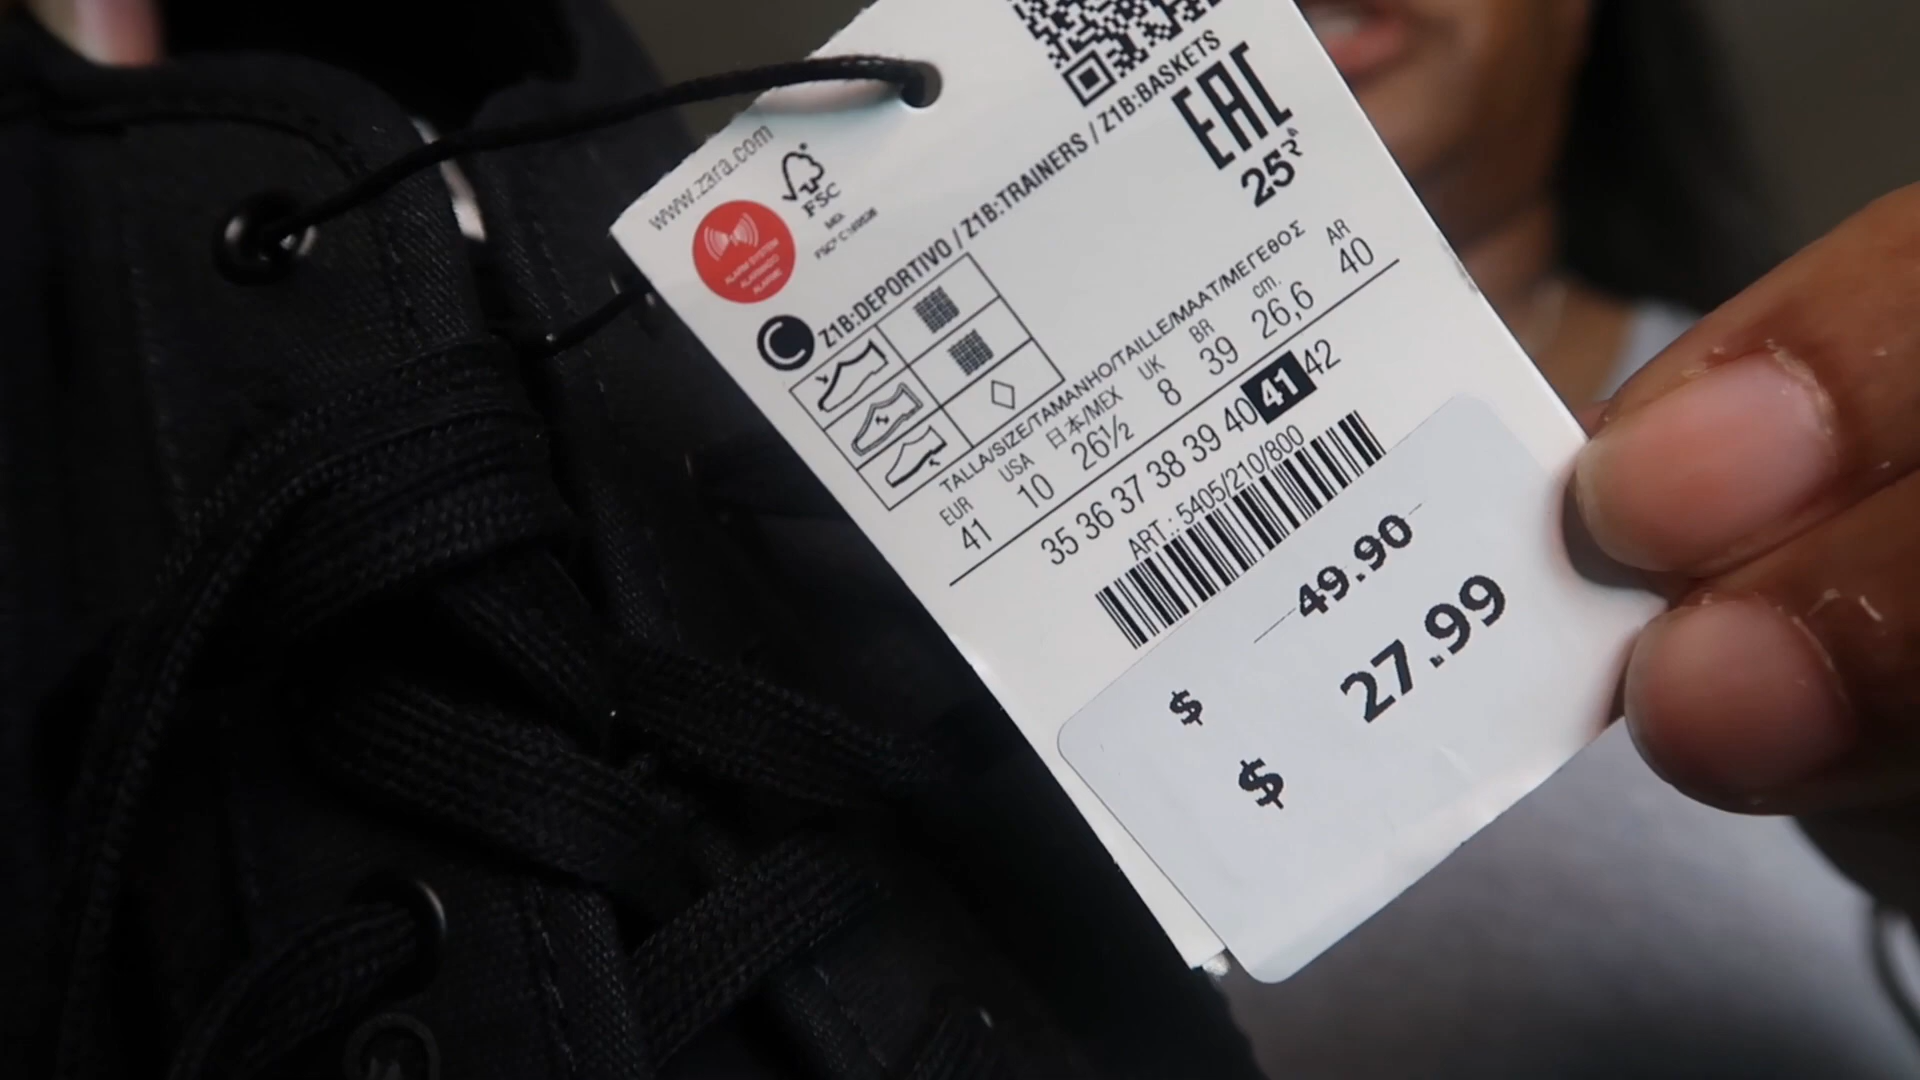 www.zara.com
FSC
ALARM SYSTEM
Z1B:DEPORTIVO / Z1B:TRAINERS / Z1B:BASKETS
EAC
25
TALLA/SIZE/TAMANHO/TAILLE/MAAT/ΜΕΓΕΘΟΣ
EUR USA 日本/MEX UK BR cm. AR
41 10 26½ 8 39 26,6 40
35 36 37 38 39 40 41 42
ART.: 5405/210/800
$ 49.90
$ 27.99